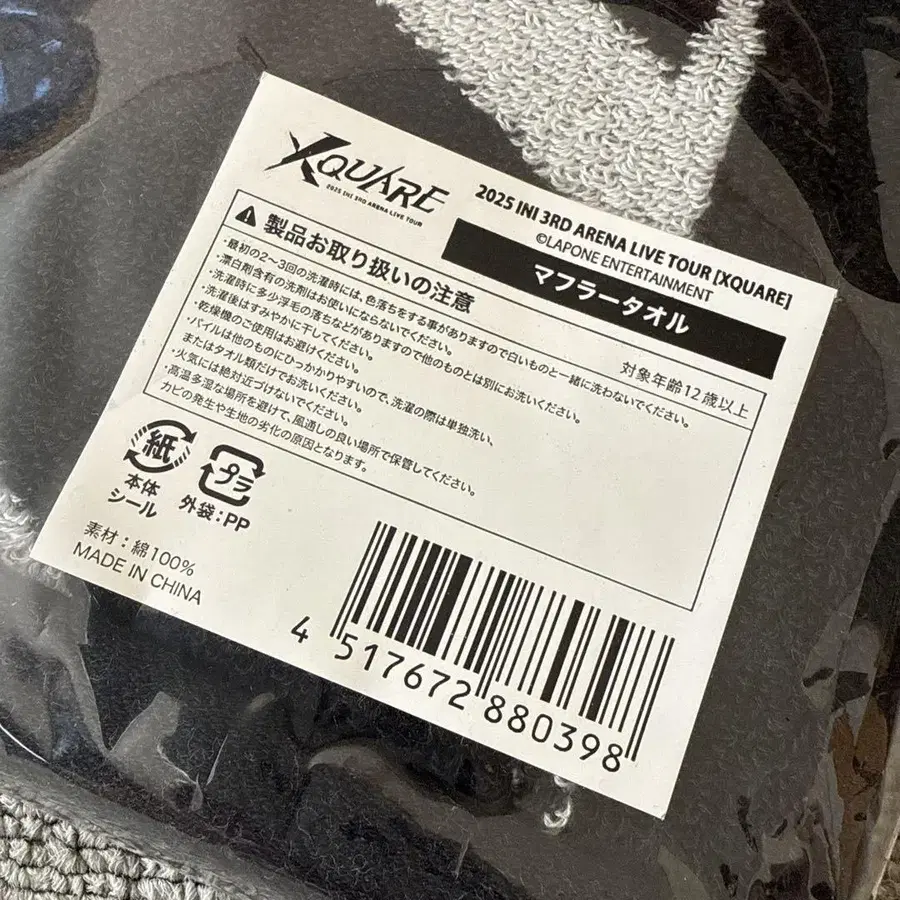 XQUARE
2025 INI 3RD ARENA LIVE TOUR
2025 INI 3RD ARENA LIVE TOUR [XQUARE]
©LAPONE ENTERTAINMENT
マフラータオル
対象年齢12歳以上
製品お取り扱いの注意
・最初の2〜3回の洗濯時には、色落ちをする事がありますので白いものと一緒に洗わないでください。
・漂白剤含有の洗剤はお使いにならないでください。
・洗濯時に多少浮毛の落ちなどがありますので他のものとは別にお洗いください。
・洗濯後はすみやかに干してください。
・乾燥機のご使用はお避けください。
・パイルは他のものにひっかかりやすいので、洗濯の際は単独洗い、
またはタオル類だけでお洗いください。
・火気には絶対近づけないでください。
・高温多湿な場所を避けて、風通しの良い場所で保管してください。
カビの発生や生地の劣化の原因となります。
紙
本体
シール
プラ
外袋:PP
素材:綿100%
MADE IN CHINA
4 517672 880398